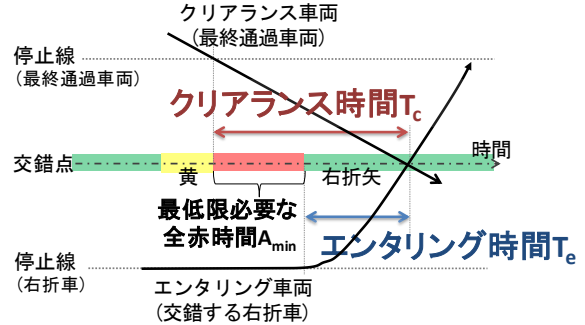 クリアランス車両
(最終通過車両)
停止線
(最終通過車両)
クリアランス時間Tc
時間
交錯点
黄
右折矢
最低限必要な
全赤時間Amin
エンタリング時間Te
停止線
(右折車)
エンタリング車両
(交錯する右折車)